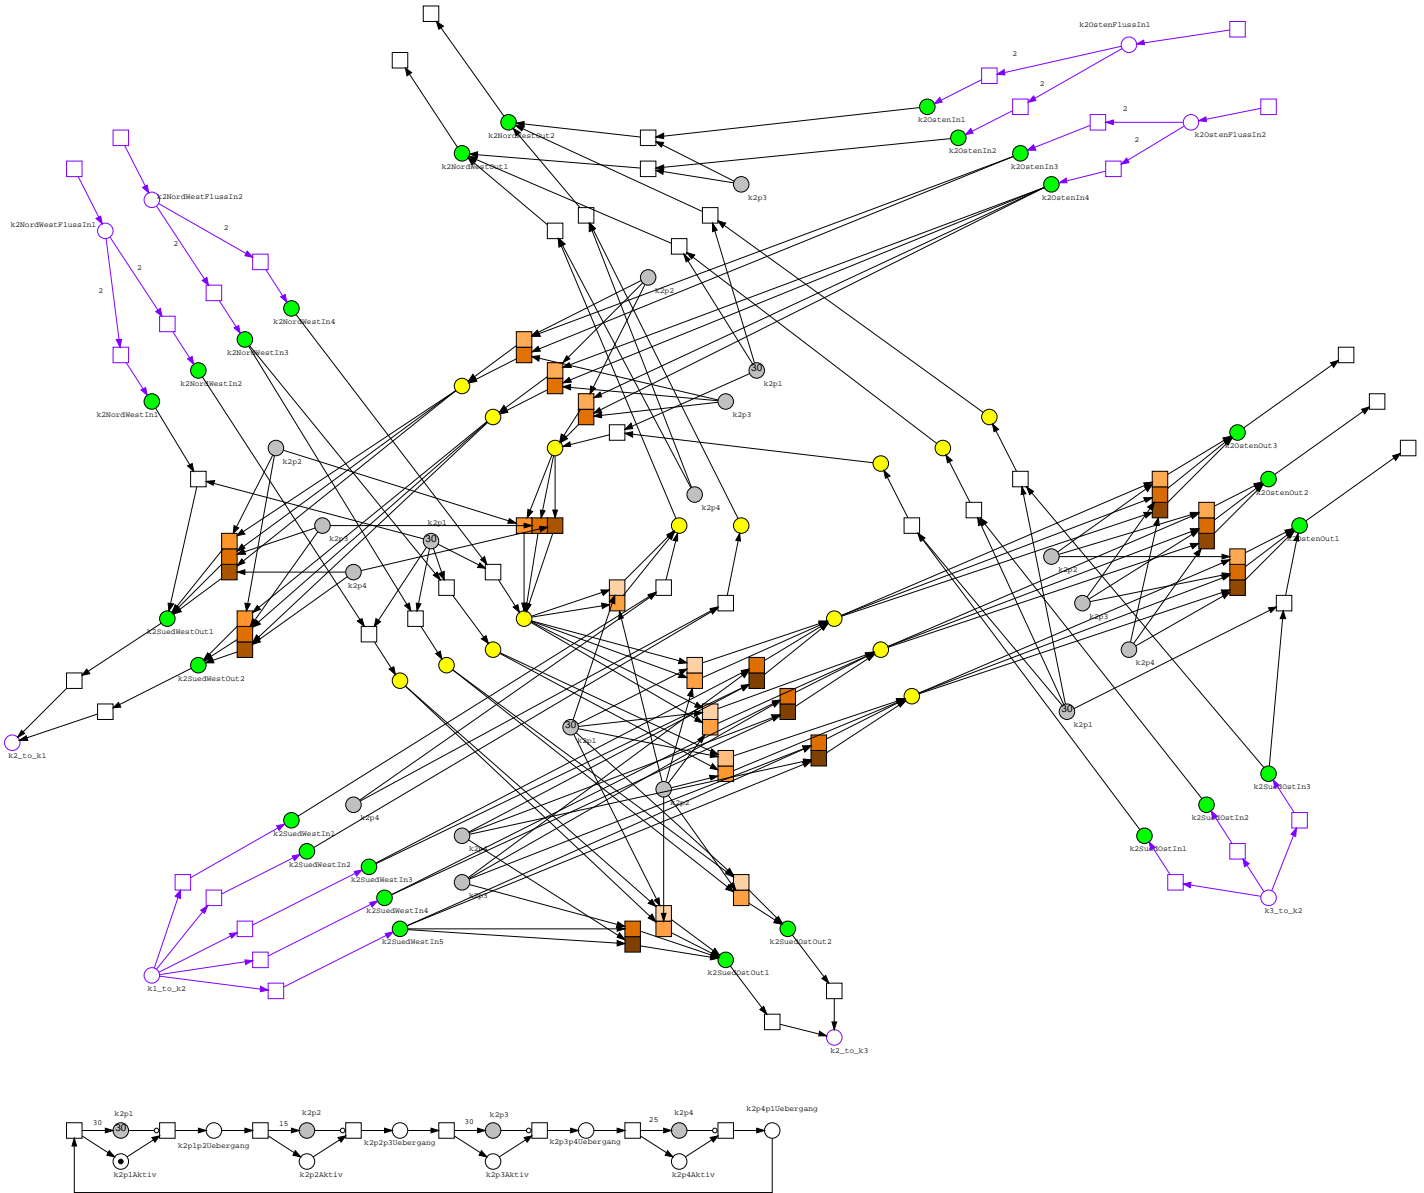 k2OstenFlussIn1
2
2
k2OstenIn1
2
k2NordWestOut2
k2OstenFlussIn2
2
k2OstenIn2
k2OstenIn3
k2NordWestOut1
k2p3
k2OstenIn4
k2NordWestFlussIn2
k2NordWestFlussIn1
2
2
2
2
k2p2
k2NordWestIn4
k2NordWestIn3
30
k2p1
k2NordWestIn2
k2p3
k2NordWestIn1
k2OstenOut3
k2p2
k2OstenOut2
k2p4
k2p1
k2p3
30
k2OstenOut1
k2p2
k2p4
k2p3
k2SuedWestOut1
k2p4
k2SuedWestOut2
30
k2p1
30
k2p1
k2_to_k1
k2SuedOstIn3
k2p2
k2p4
k2SuedOstIn2
k2SuedWestIn1
k2p4
k2SuedOstIn1
k2SuedWestIn2
k2SuedWestIn3
k2p3
k2SuedWestIn4
k3_to_k2
k2SuedWestIn5
k2SuedOstOut2
k2SuedOstOut1
k1_to_k2
k2_to_k3
k2p1
k2p2
k2p3
k2p4
k2p4p1Uebergang
30
30
15
30
25
k2p1p2Uebergang
k2p2p3Uebergang
k2p3p4Uebergang
k2p1Aktiv
k2p2Aktiv
k2p3Aktiv
k2p4Aktiv